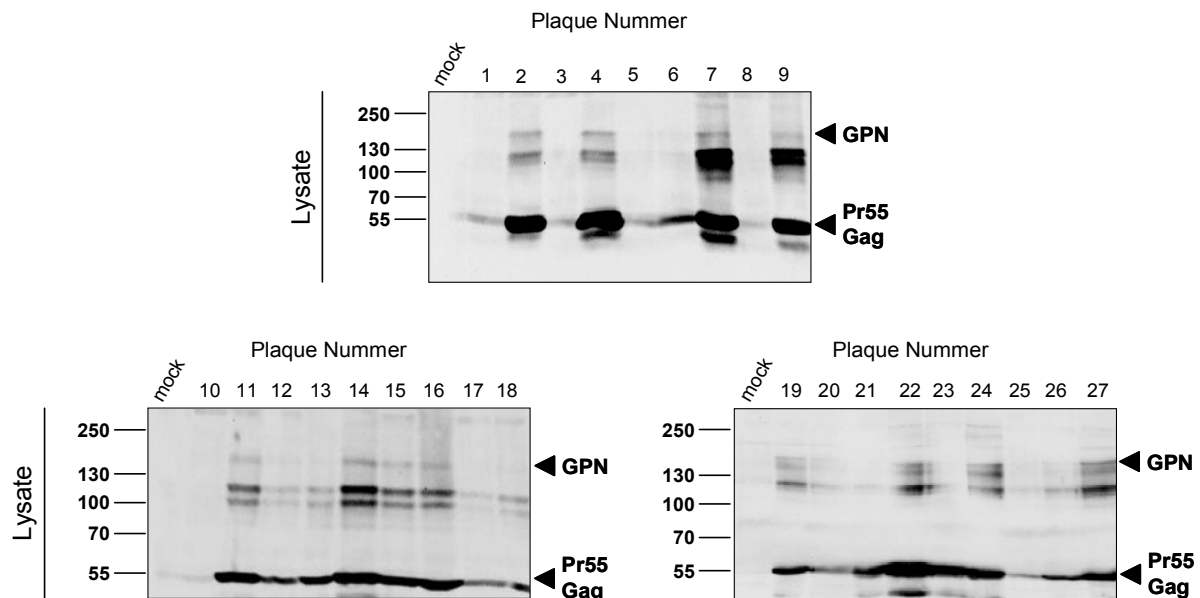 Plaque Nummer
mock 1 2 3 4 5 6 7 8 9
250
130
100
70
55
Lysate
GPN
Pr55
Gag
Plaque Nummer
mock 10 11 12 13 14 15 16 17 18
250
130
100
70
55
Lysate
GPN
Pr55
Gag
Plaque Nummer
mock 19 20 21 22 23 24 25 26 27
250
130
100
70
55
GPN
Pr55
Gag